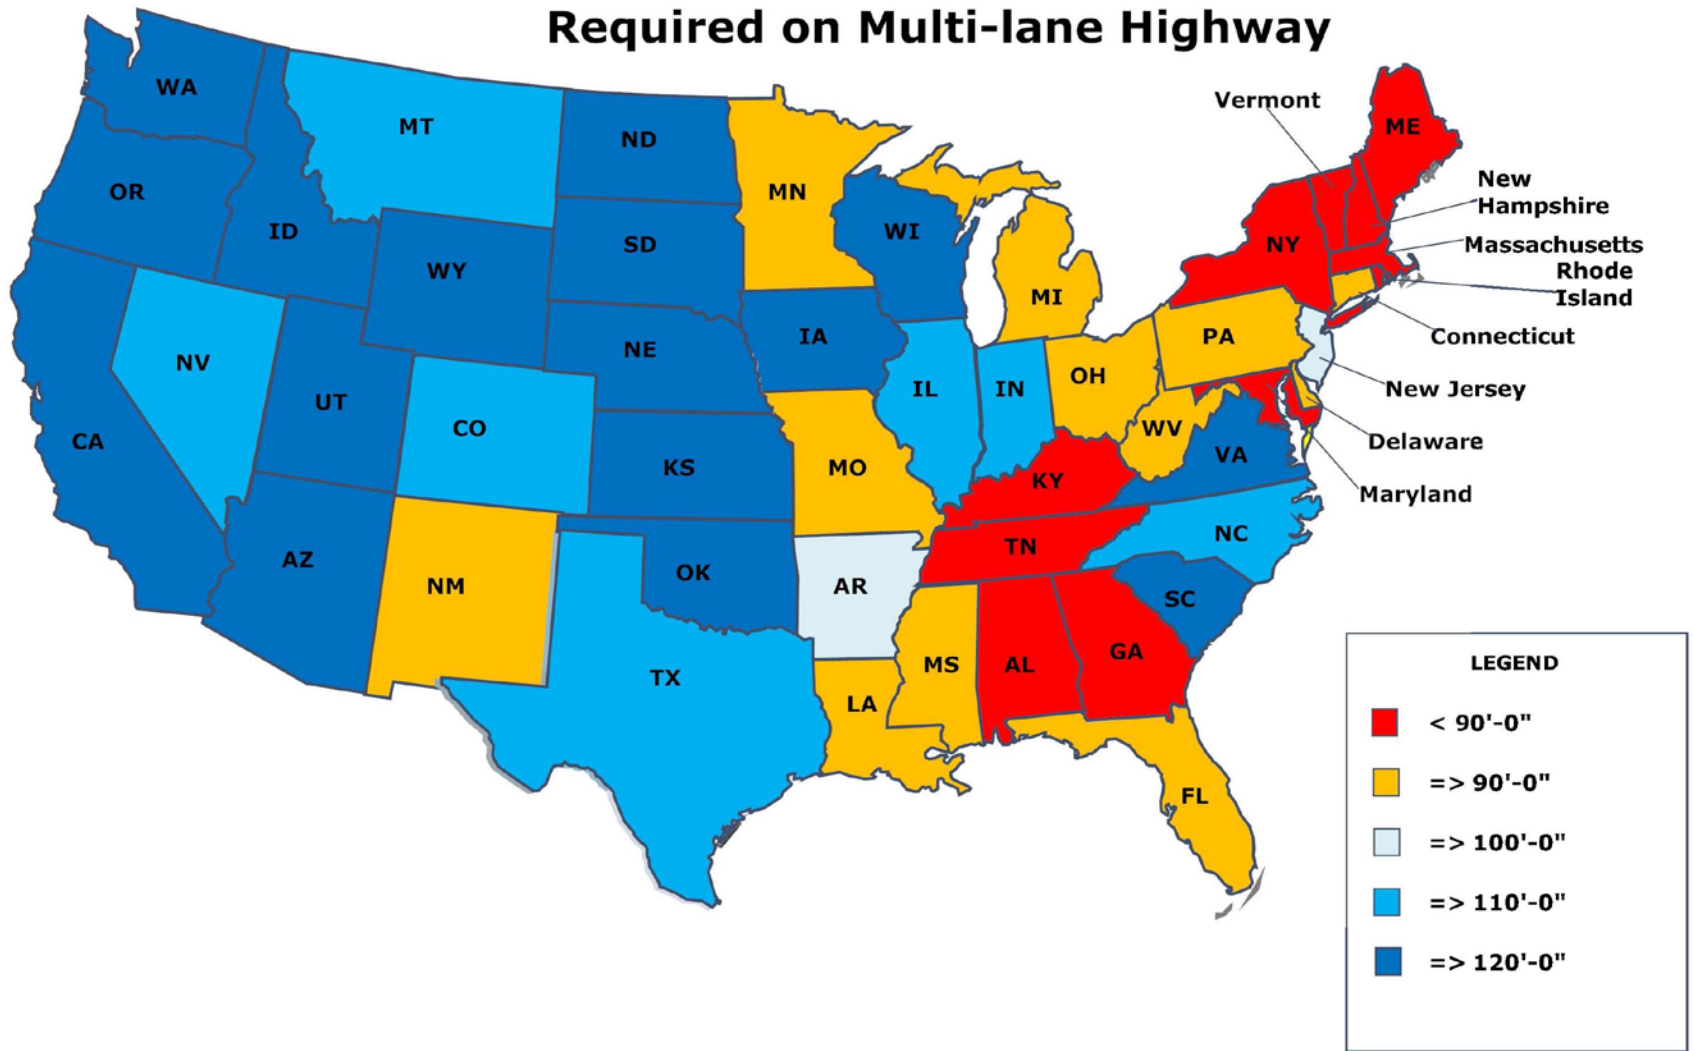 Required on Multi-lane Highway
WA
MT
ND
MN
Vermont
ME
OR
ID
SD
WI
New
Hampshire
NY
Massachusetts
WY
Rhode
Island
MI
NV
NE
IA
PA
Connecticut
UT
CO
IL
IN
OH
New Jersey
CA
KS
MO
WV
VA
Delaware
KY
Maryland
AZ
NM
OK
AR
TN
NC
SC
TX
LA
MS
AL
GA
FL
LEGEND
< 90'-0"
=> 90'-0"
=> 100'-0"
=> 110'-0"
=> 120'-0"